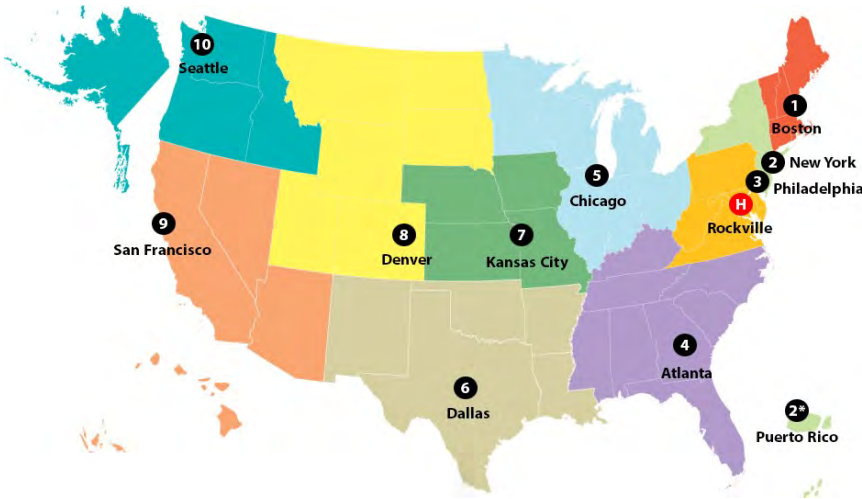 10
Seattle
1
Boston
2 New York
3 Philadelphia
H
Rockville
5
Chicago
9
San Francisco
8
Denver
7
Kansas City
4
Atlanta
6
Dallas
2*
Puerto Rico